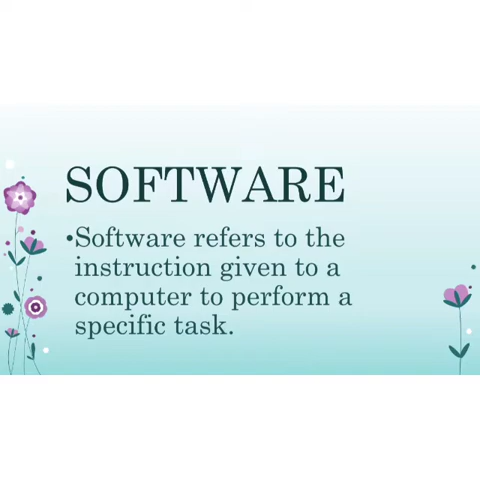 SOFTWARE
•Software refers to the
instruction given to a
computer to perform a
specific task.